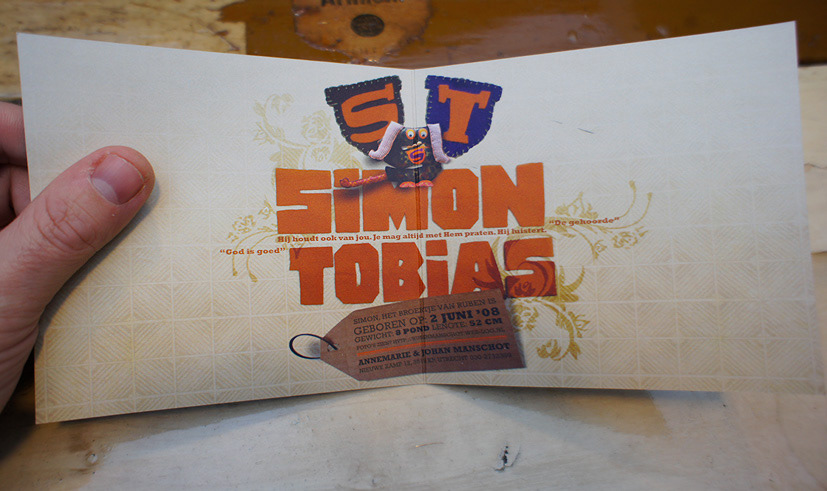 S T
SIMON
Hij houdt ook van jou. Je mag altijd met Hem praten. Hij luistert.
"De gehoorde"
"God is goed"
TOBIAS
SIMON, HET BROERTJE VAN RUBEN IS
GEBOREN OP: 2 JUNI '08
GEWICHT: 8 POND LENGTE: 52 CM
ANNEMARIE & JOHAN MANSCHOT